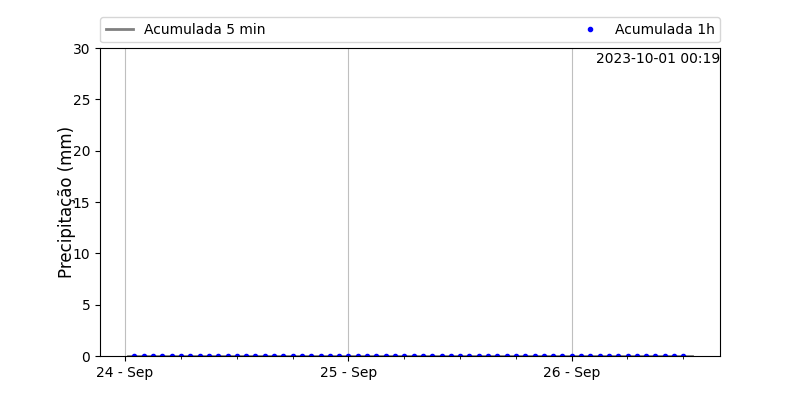 Acumulada 5 min
Acumulada 1h
2023-10-01 00:19
Precipitação (mm)
30
25
20
15
10
5
0
24 - Sep
25 - Sep
26 - Sep